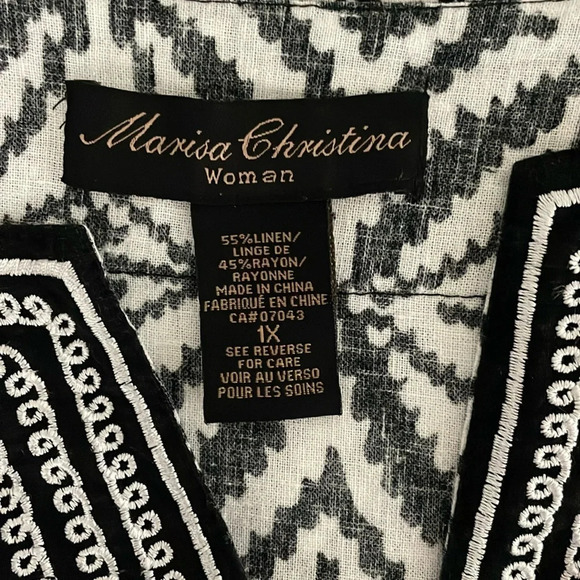 Marisa Christina
Woman
55%LINEN/
LINGE DE
45%RAYON/
RAYONNE
MADE IN CHINA
FABRIQUÉ EN CHINE
CA#07043
1X
SEE REVERSE
FOR CARE
VOIR AU VERSO
POUR LES SOINS